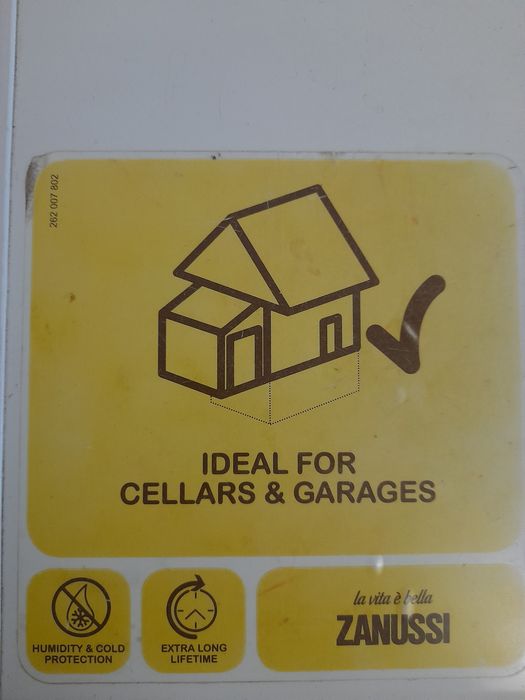 262 007 802
IDEAL FOR
CELLARS & GARAGES
HUMIDITY & COLD
PROTECTION
EXTRA LONG
LIFETIME
la vita è bella
ZANUSSI